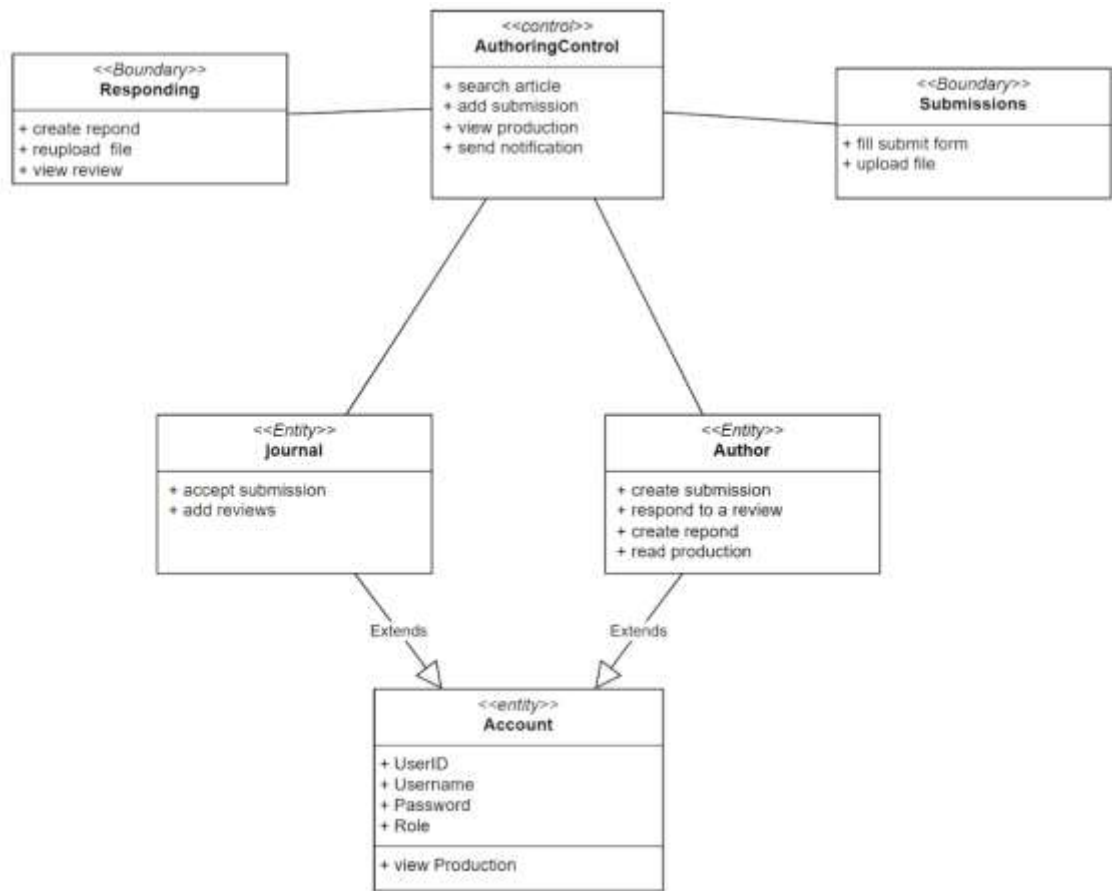 <<control>>
AuthoringControl
+ search article
+ add submission
+ view production
+ send notification
<<Boundary>>
Responding
+ create repond
+ reupload file
+ view review
<<Boundary>>
Submissions
+ fill submit form
+ upload file
<<Entity>>
journal
+ accept submission
+ add reviews
<<Entity>>
Author
+ create submission
+ respond to a review
+ create repond
+ read production
Extends
Extends
<<entity>>
Account
+ UserID
+ Username
+ Password
+ Role
+ view Production